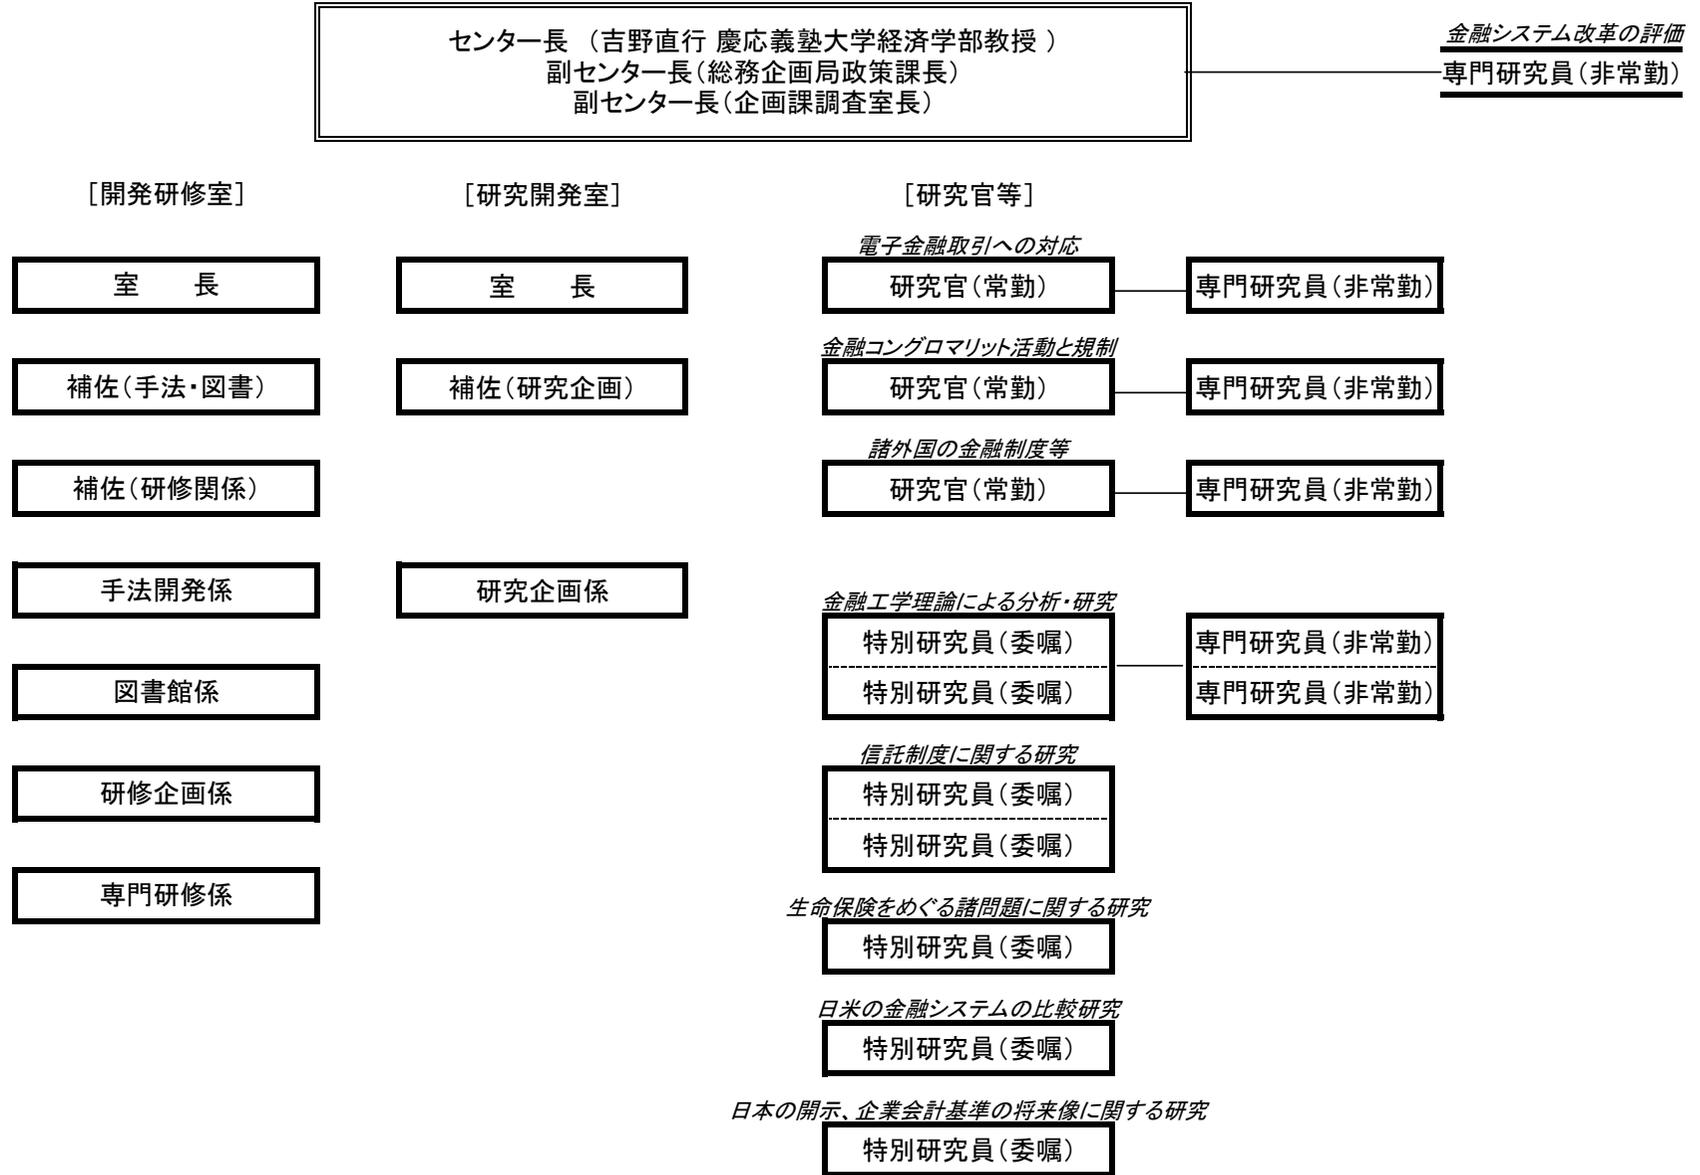 センター長 （吉野直行 慶応義塾大学経済学部教授 ）
副センター長（総務企画局政策課長）
副センター長（企画課調査室長）
金融システム改革の評価
専門研究員（非常勤）
［開発研修室］
室　　長
補佐（手法・図書）
補佐（研修関係）
手法開発係
図書館係
研修企画係
専門研修係
［研究開発室］
室　　長
補佐（研究企画）
研究企画係
［研究官等］
電子金融取引への対応
研究官（常勤）
専門研究員（非常勤）
金融コングロマリット活動と規制
研究官（常勤）
専門研究員（非常勤）
諸外国の金融制度等
研究官（常勤）
専門研究員（非常勤）
金融工学理論による分析・研究
特別研究員（委嘱）
特別研究員（委嘱）
専門研究員（非常勤）
専門研究員（非常勤）
信託制度に関する研究
特別研究員（委嘱）
特別研究員（委嘱）
生命保険をめぐる諸問題に関する研究
特別研究員（委嘱）
日米の金融システムの比較研究
特別研究員（委嘱）
日本の開示、企業会計基準の将来像に関する研究
特別研究員（委嘱）